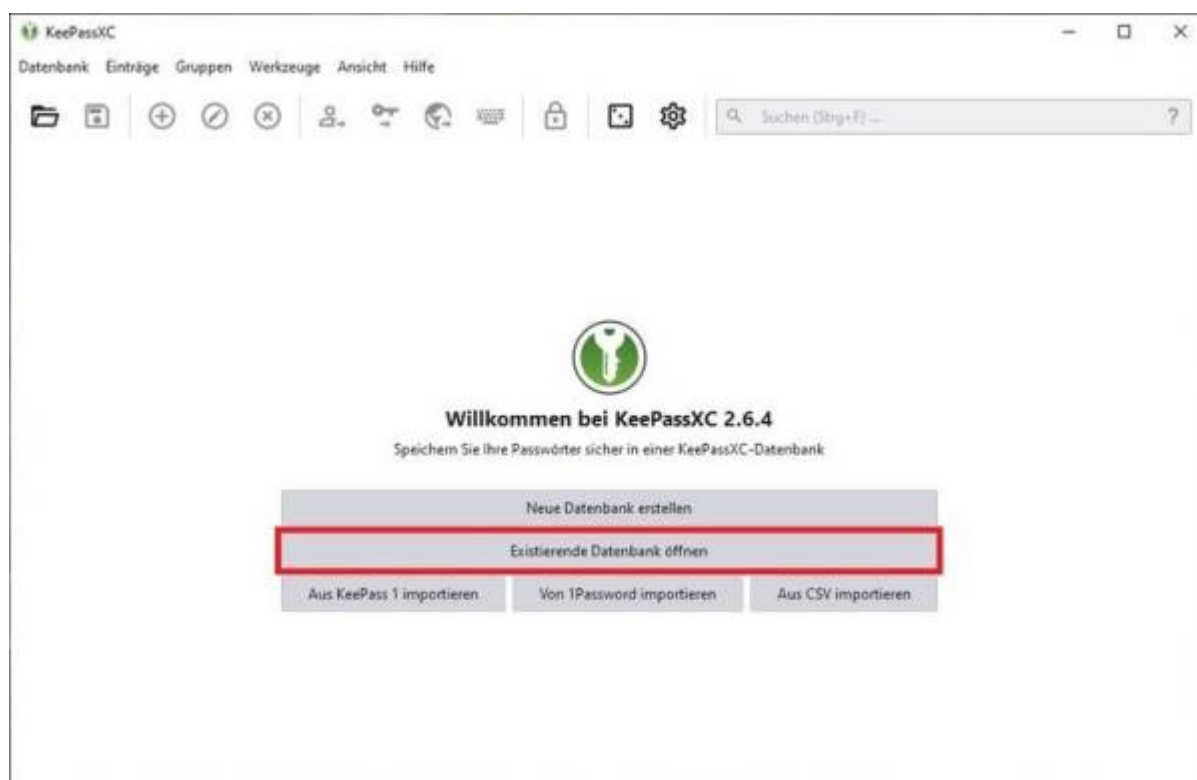 KeePassXC
Datenbank Einträge Gruppen Werkzeuge Ansicht Hilfe
Suchen (Strg+F) ... ?
Willkommen bei KeePassXC 2.6.4
Speichern Sie Ihre Passwörter sicher in einer KeePassXC-Datenbank
Neue Datenbank erstellen
Existierende Datenbank öffnen
Aus KeePass 1 importieren Von 1Password importieren Aus CSV importieren